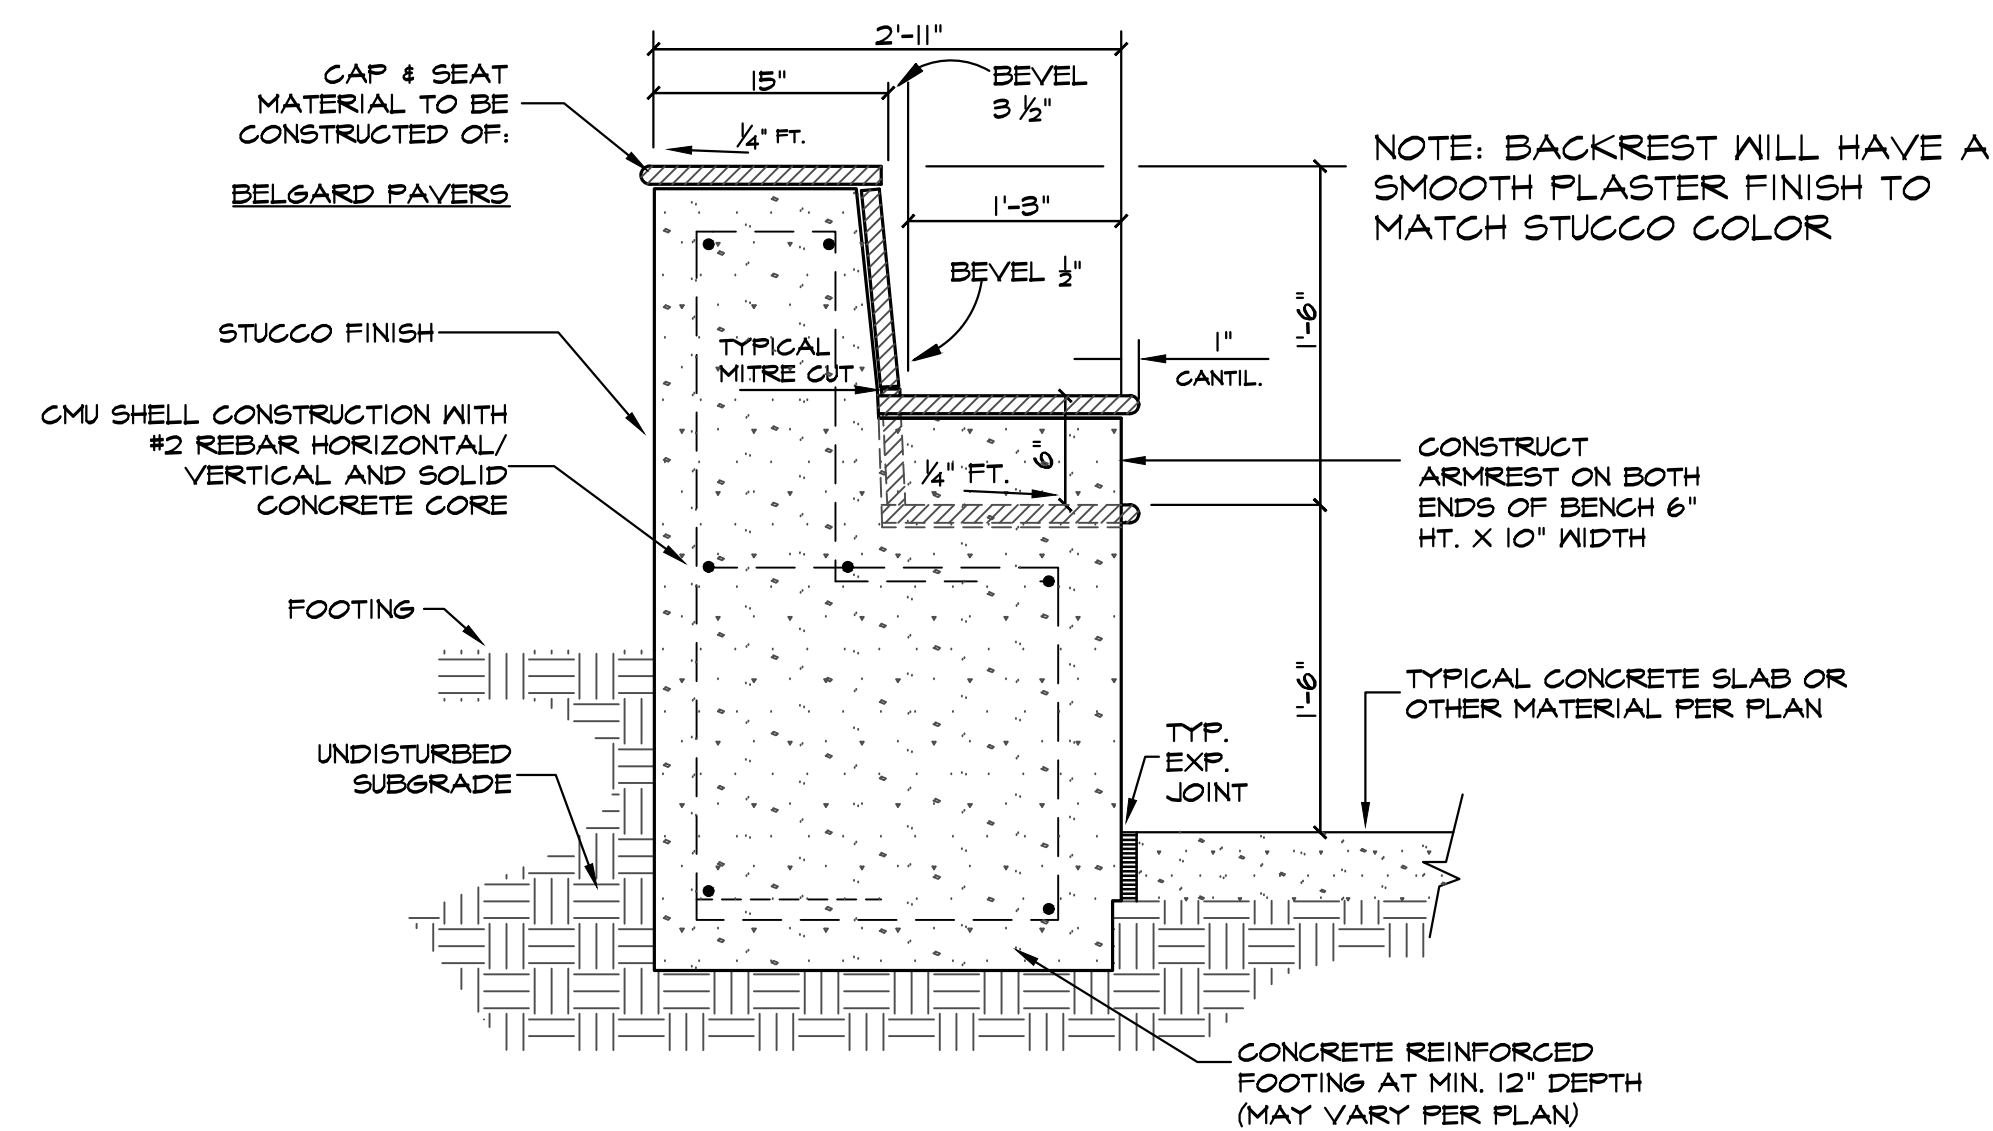 2'-11"
15"
BEVEL
3 1/2"
1/4" FT.
CAP & SEAT
MATERIAL TO BE
CONSTRUCTED OF:
BELGARD PAVERS
NOTE: BACKREST WILL HAVE A
SMOOTH PLASTER FINISH TO
MATCH STUCCO COLOR
1'-3"
BEVEL 1/2"
1'-6"
STUCCO FINISH
TYPICAL
MITRE CUT
1"
CANTIL.
CMU SHELL CONSTRUCTION WITH
#2 REBAR HORIZONTAL/
VERTICAL AND SOLID
CONCRETE CORE
1/4" FT.
6"
CONSTRUCT
ARMREST ON BOTH
ENDS OF BENCH 6"
HT. X 10" WIDTH
FOOTING
1'-6"
TYPICAL CONCRETE SLAB OR
OTHER MATERIAL PER PLAN
UNDISTURBED
SUBGRADE
TYP.
EXP.
JOINT
CONCRETE REINFORCED
FOOTING AT MIN. 12" DEPTH
(MAY VARY PER PLAN)